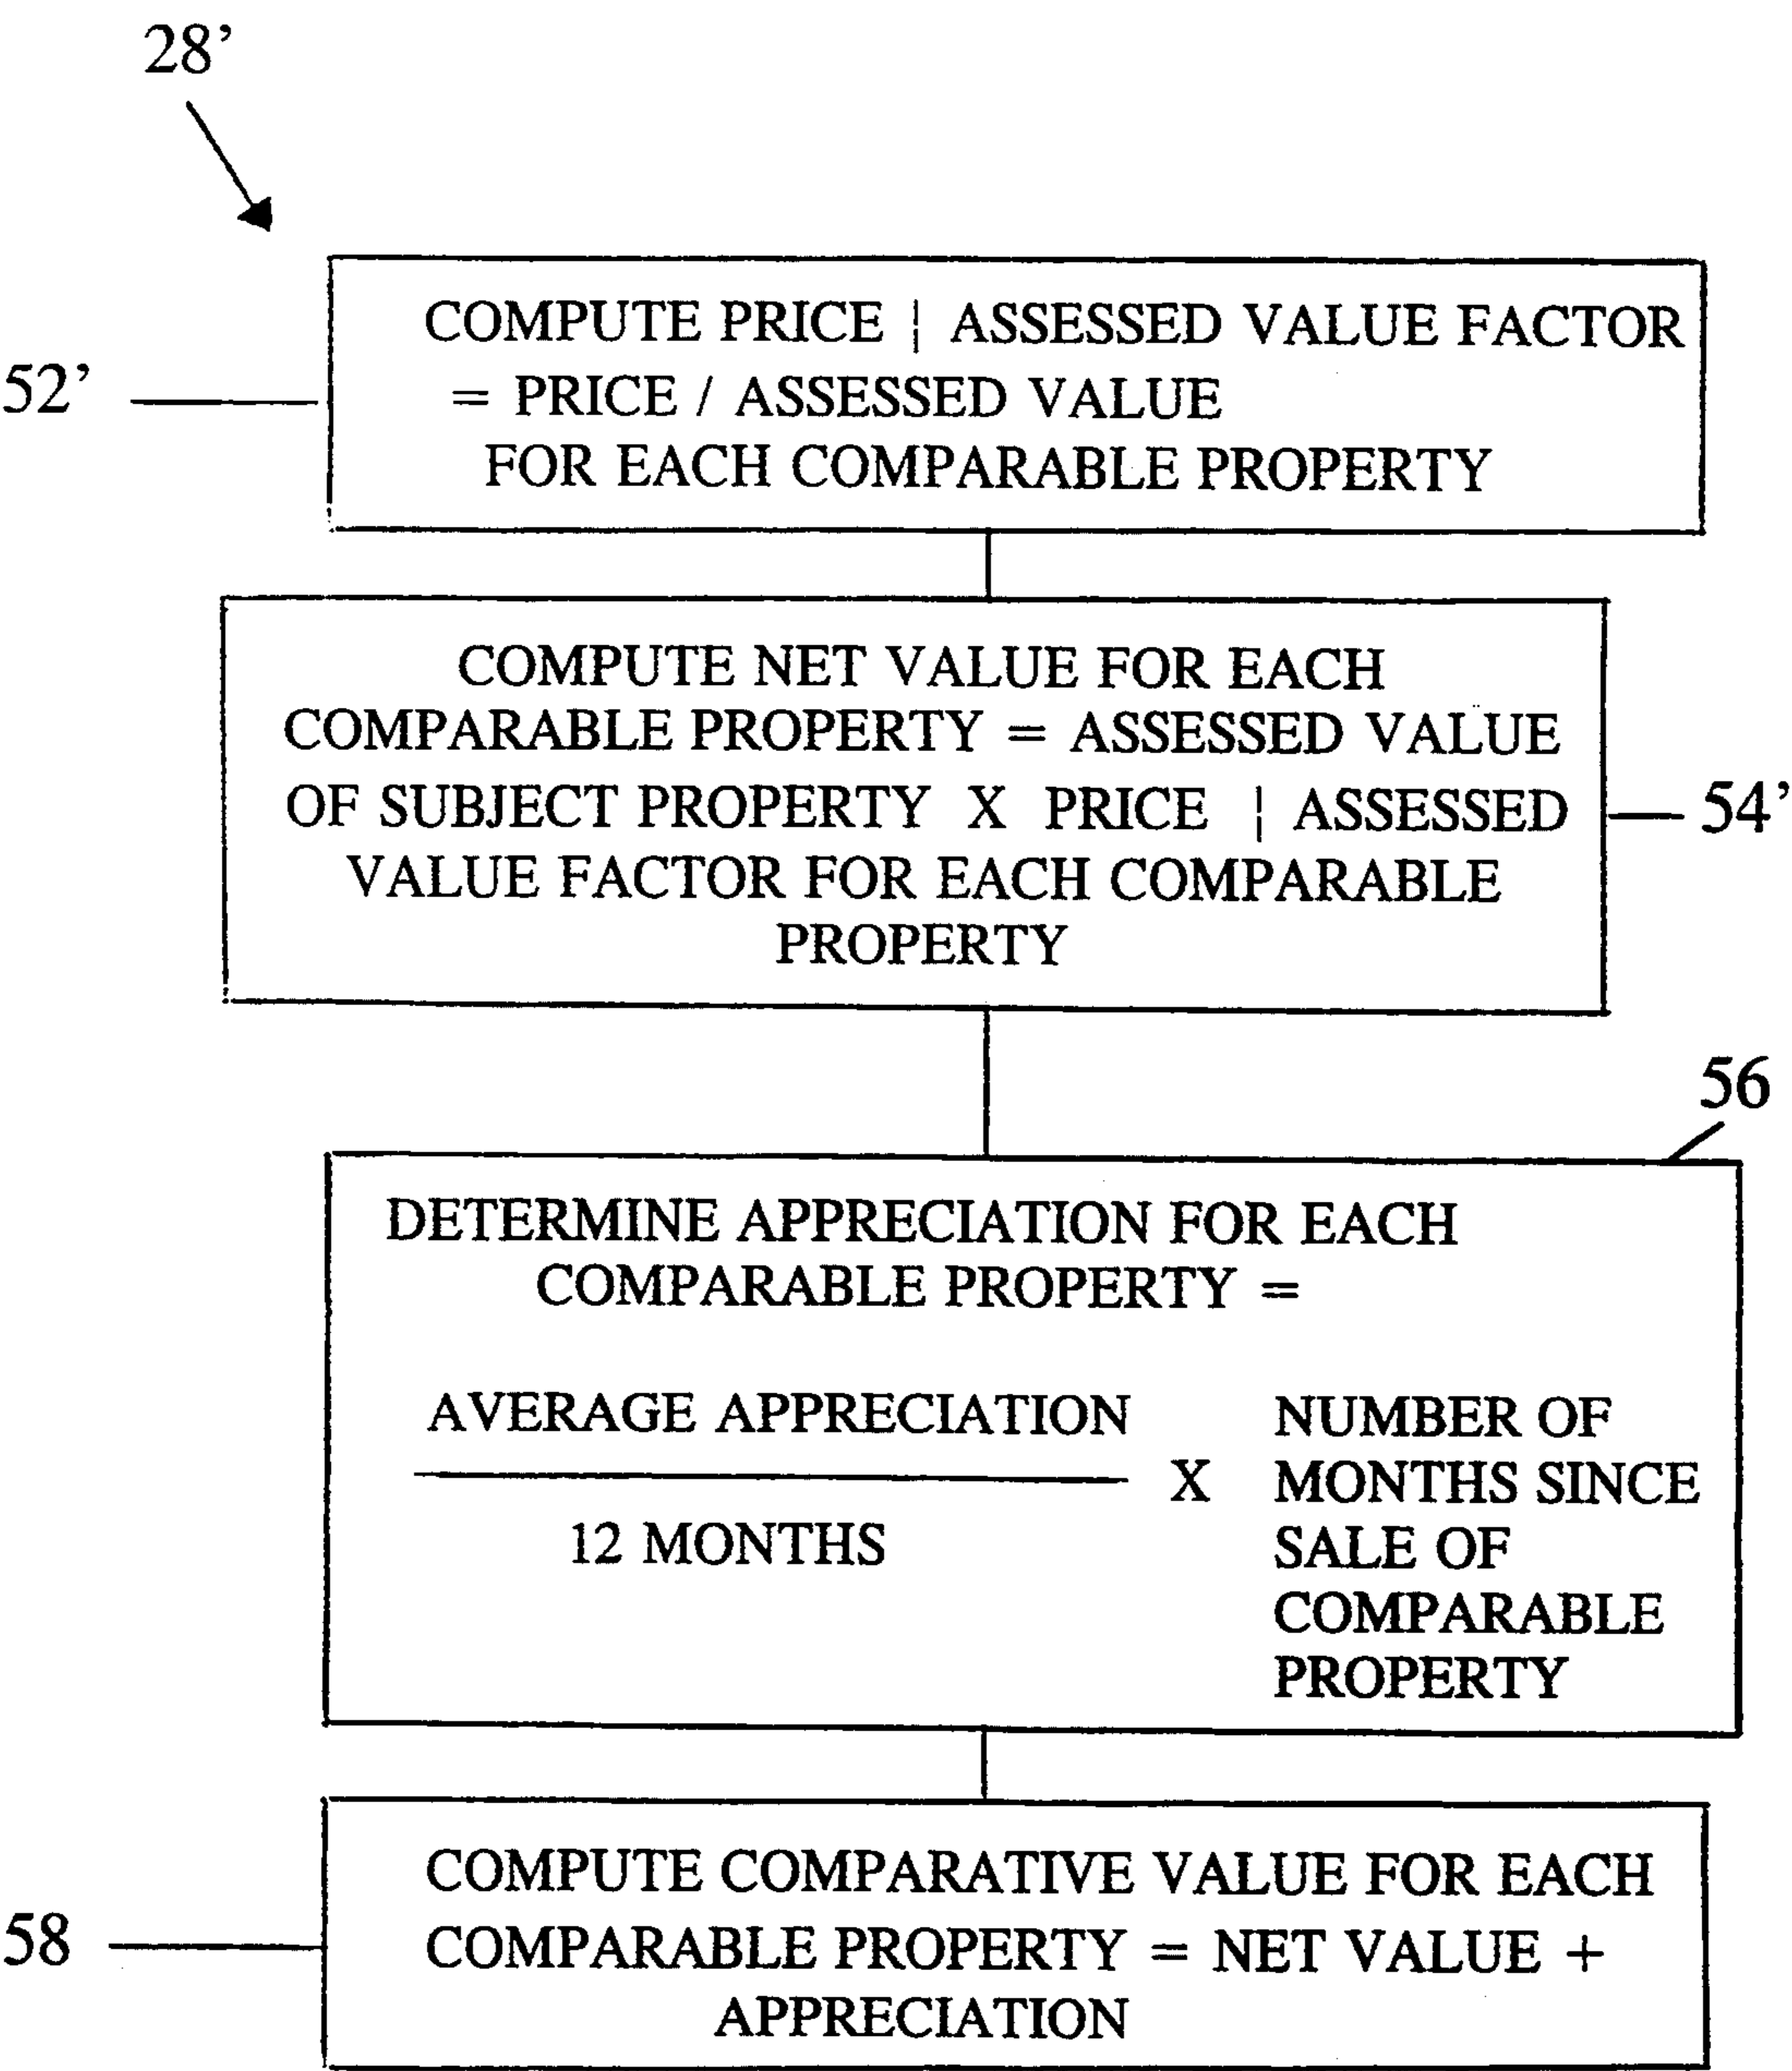 28’
COMPUTE PRICE | ASSESSED VALUE FACTOR
= PRICE / ASSESSED VALUE
FOR EACH COMPARABLE PROPERTY
52’
COMPUTE NET VALUE FOR EACH
COMPARABLE PROPERTY = ASSESSED VALUE
OF SUBJECT PROPERTY X PRICE | ASSESSED
VALUE FACTOR FOR EACH COMPARABLE
PROPERTY
54’
56
DETERMINE APPRECIATION FOR EACH
COMPARABLE PROPERTY =
AVERAGE APPRECIATION
12 MONTHS
X
NUMBER OF
MONTHS SINCE
SALE OF
COMPARABLE
PROPERTY
58
COMPUTE COMPARATIVE VALUE FOR EACH
COMPARABLE PROPERTY = NET VALUE +
APPRECIATION